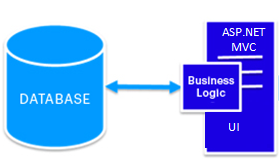 ASP.NET
MVC
Business
Logic
DATABASE
UI